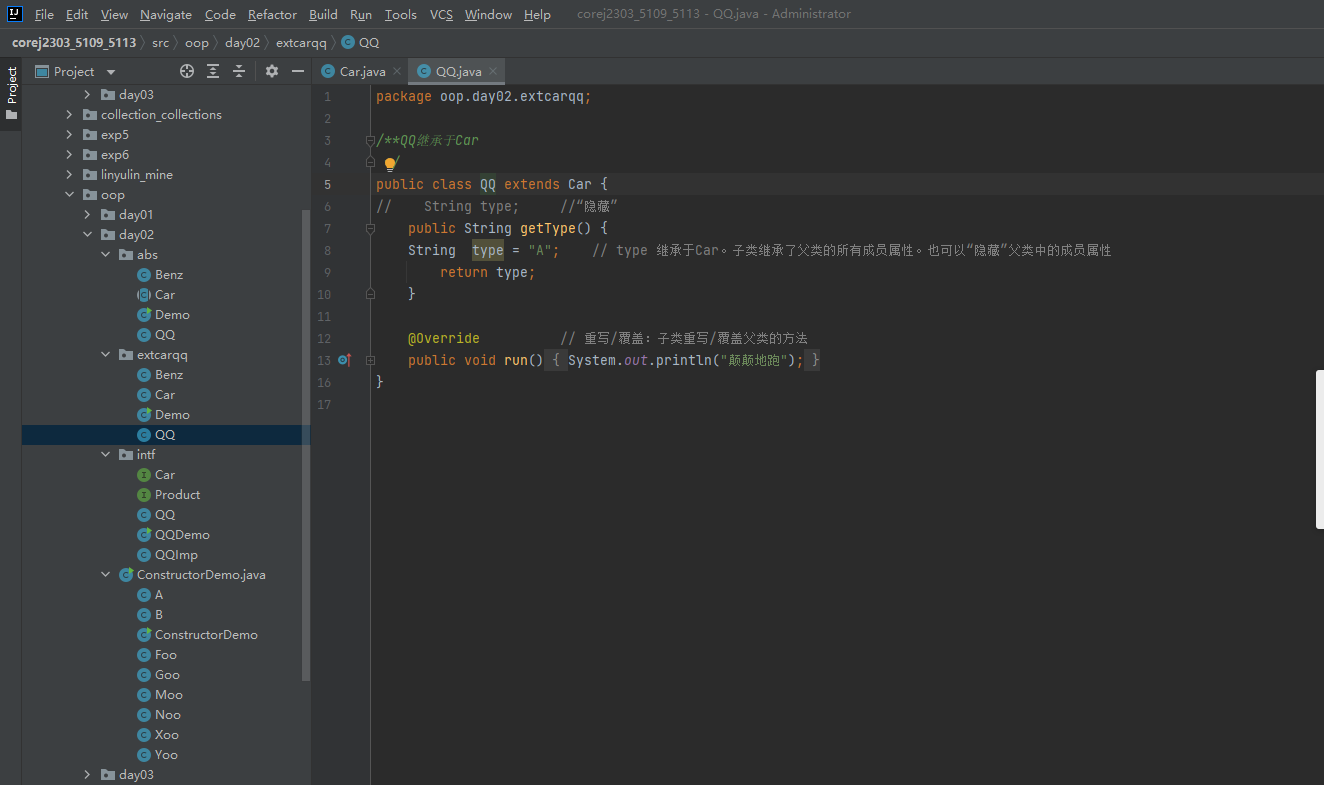 File Edit View Navigate Code Refactor Build Run Tools VCS Window Help corej2303_5109_5113 - QQ.java - Administrator
corej2303_5109_5113 src oop day02 extcarqq QQ
Project
Project
Car.java
QQ.java
day03
collection_collections
exp5
exp6
linyulin_mine
oop
day01
day02
abs
Benz
Car
Demo
QQ
extcarqq
Benz
Car
Demo
QQ
intf
Car
Product
QQ
QQDemo
QQImp
ConstructorDemo.java
A
B
ConstructorDemo
Foo
Goo
Moo
Noo
Xoo
Yoo
day03
1 package oop.day02.extcarqq;
2
3 /**QQ继承于Car
4 /
5 public class QQ extends Car {
6 //    String type;     //“隐藏”
7     public String getType() {
8     String  type = "A";    // type 继承于Car。子类继承了父类的所有成员属性。也可以“隐藏”父类中的成员属性
9         return type;
10     }
11
12     @Override          // 重写/覆盖: 子类重写/覆盖父类的方法
13     public void run() { System.out.println("颠颠地跑"); }
16 }
17